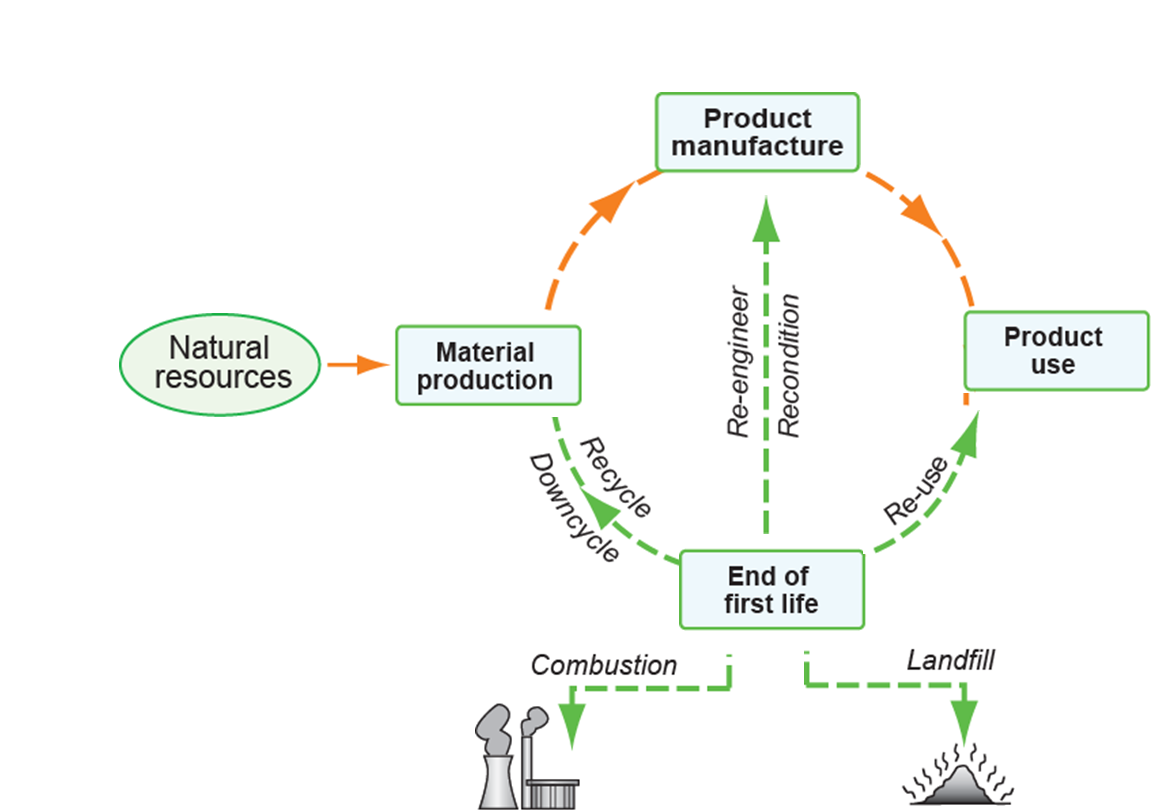 Product
manufacture
Natural
resources
Material
production
Product
use
Re-engineer
Recondition
Recycle
Downcycle
Re-use
End of
first life
Combustion
Landfill